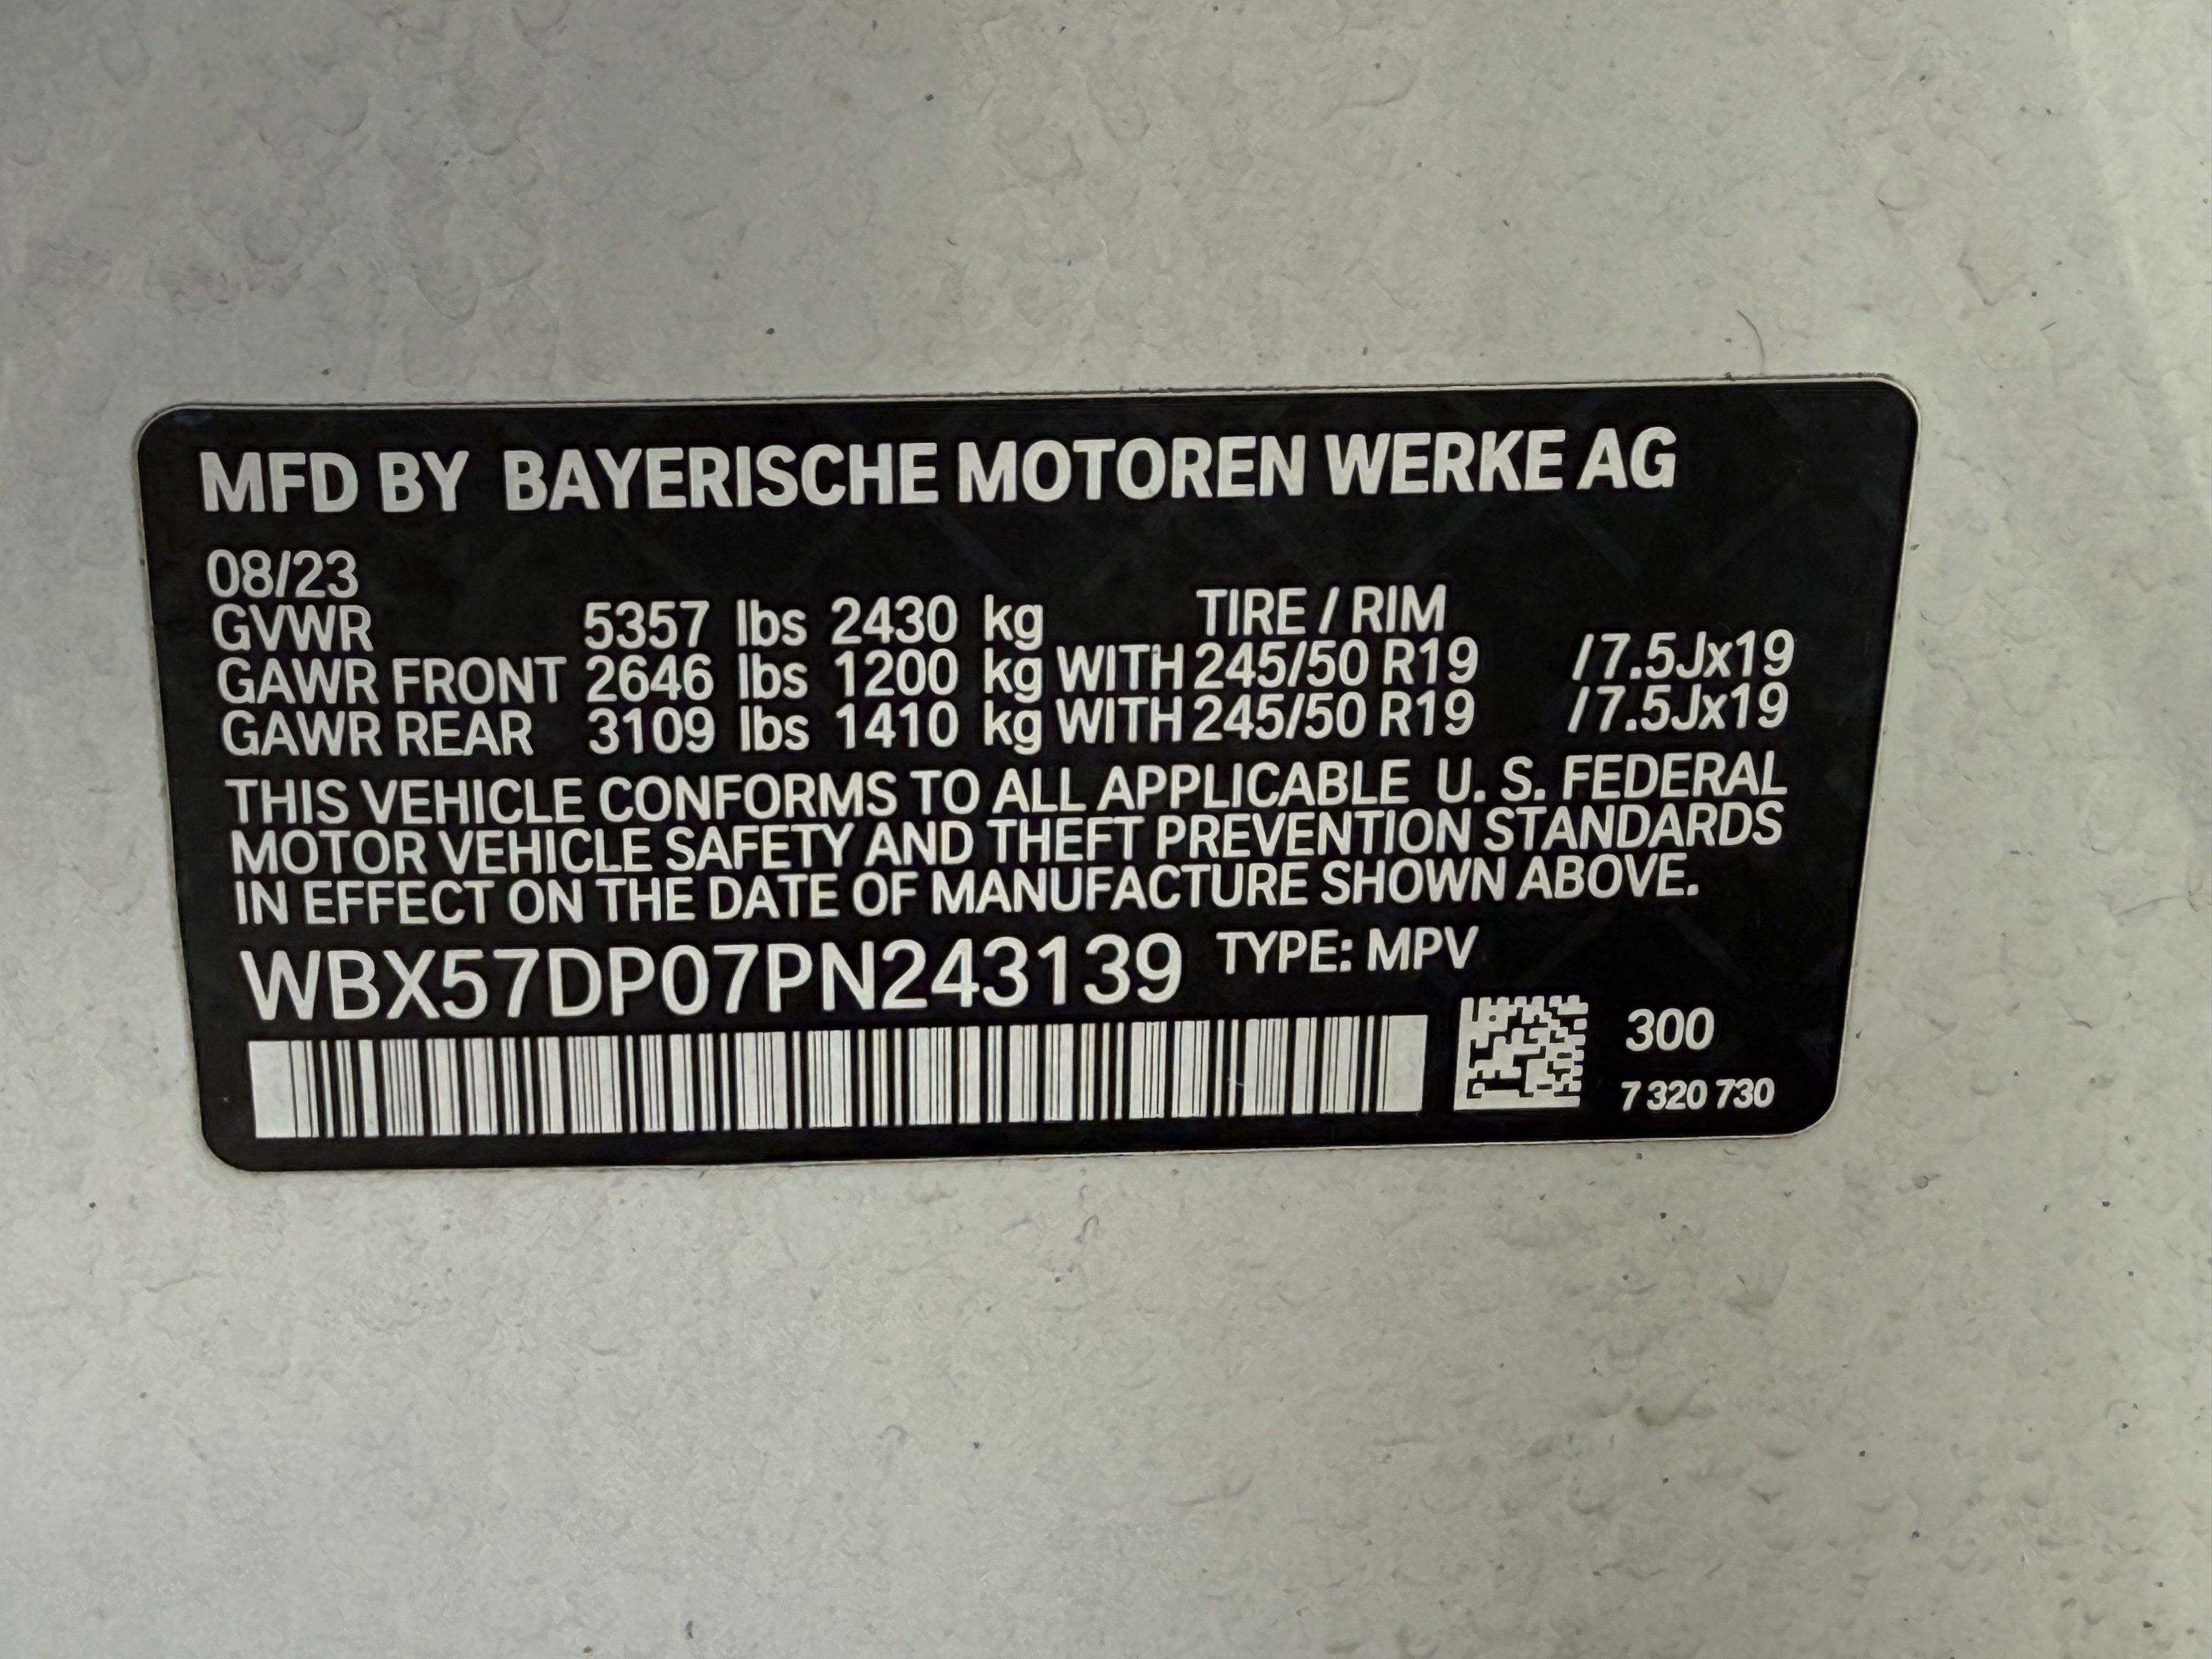 MFD BY BAYERISCHE MOTOREN WERKE AG
08/23
GVWR 5357 lbs 2430 kg TIRE / RIM
GAWR FRONT 2646 lbs 1200 kg WITH 245/50 R19 / 7.5Jx19
GAWR REAR 3109 lbs 1410 kg WITH 245/50 R19 / 7.5Jx19
THIS VEHICLE CONFORMS TO ALL APPLICABLE U. S. FEDERAL
MOTOR VEHICLE SAFETY AND THEFT PREVENTION STANDARDS
IN EFFECT ON THE DATE OF MANUFACTURE SHOWN ABOVE.
WBX57DP07PN243139 TYPE: MPV
300
7 320 730